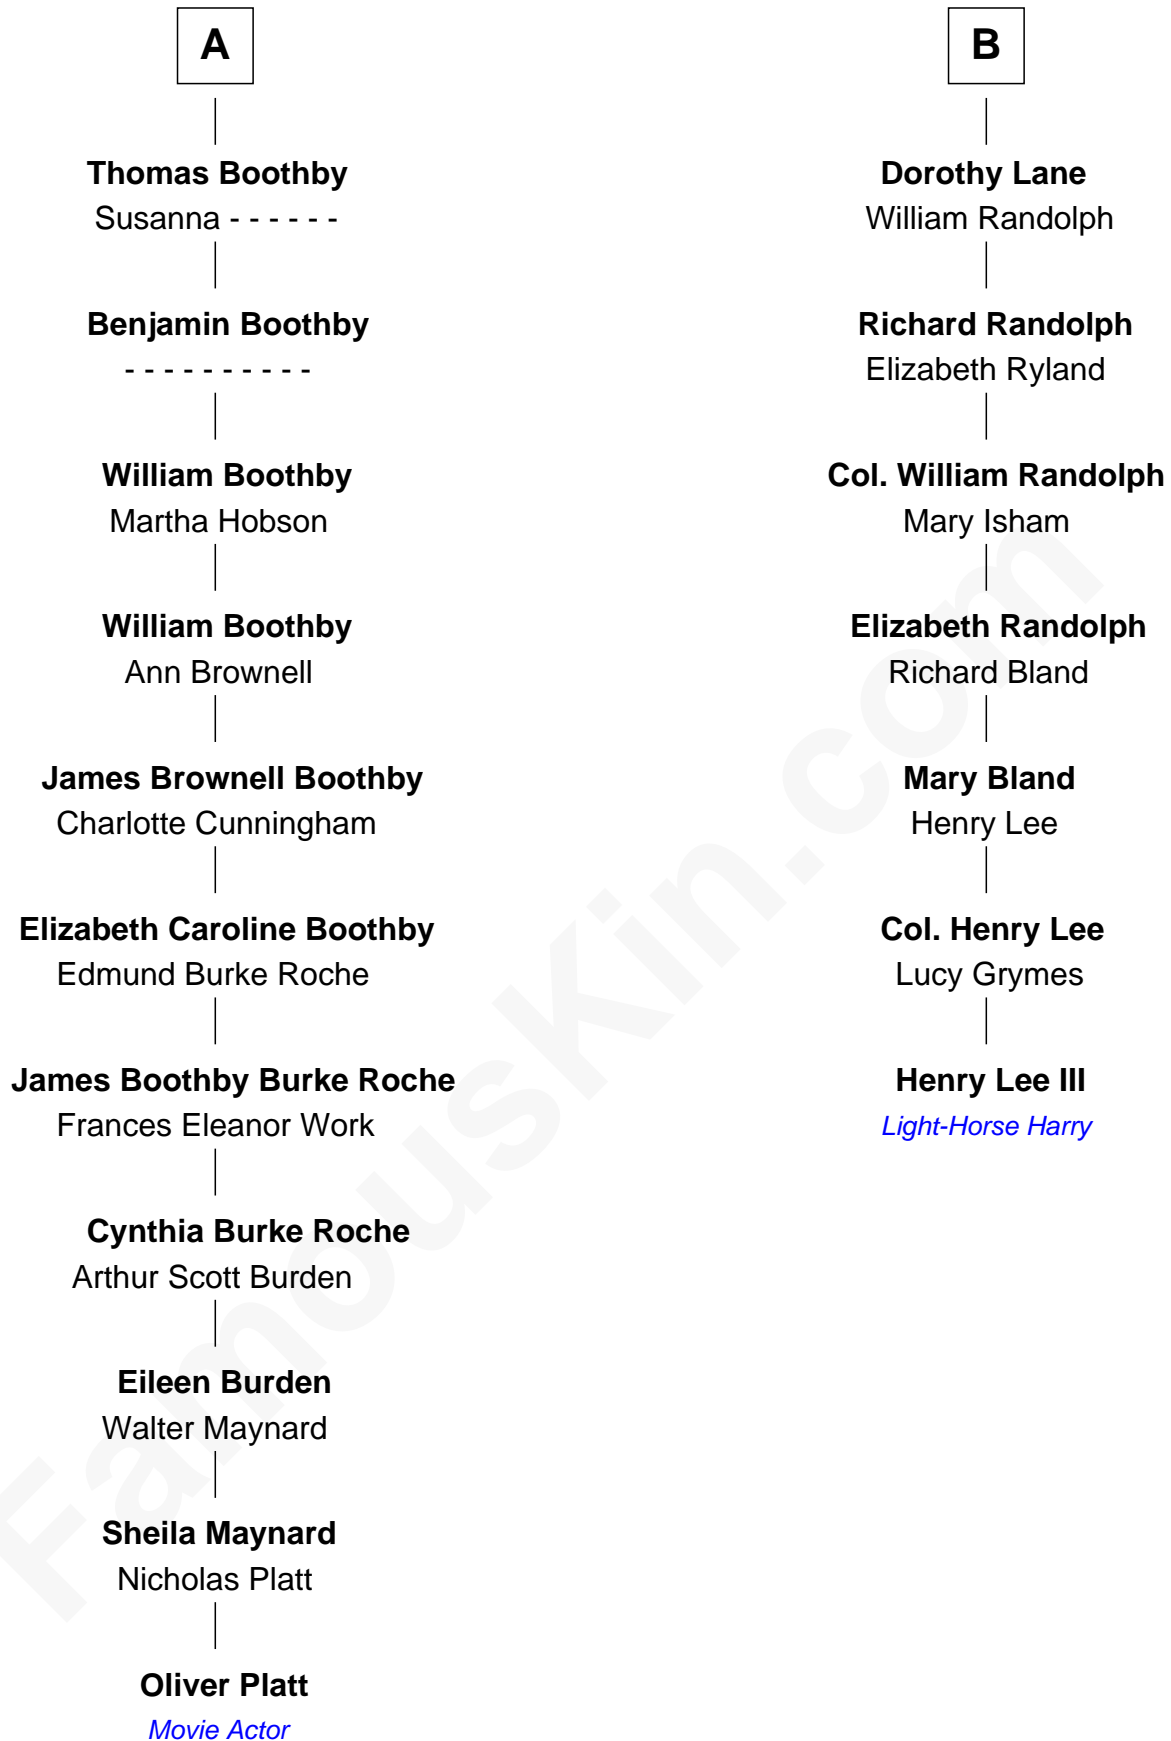 A
Thomas Boothby
Susanna - - - - - -
Benjamin Boothby
- - - - - - - - - -
William Boothby
Martha Hobson
William Boothby
Ann Brownell
James Brownell Boothby
Charlotte Cunningham
Elizabeth Caroline Boothby
Edmund Burke Roche
James Boothby Burke Roche
Frances Eleanor Work
Cynthia Burke Roche
Arthur Scott Burden
Eileen Burden
Walter Maynard
Sheila Maynard
Nicholas Platt
Oliver Platt
Movie Actor
B
Dorothy Lane
William Randolph
Richard Randolph
Elizabeth Ryland
Col. William Randolph
Mary Isham
Elizabeth Randolph
Richard Bland
Mary Bland
Henry Lee
Col. Henry Lee
Lucy Grymes
Henry Lee III
Light-Horse Harry
FamousKin.com